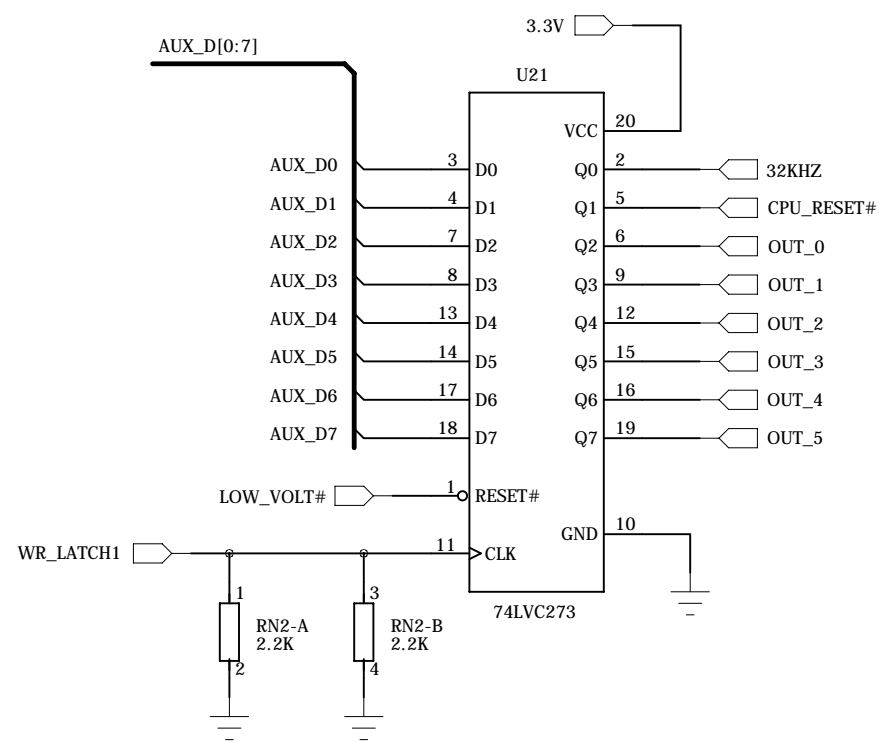 3.3V
AUX_D[0:7]
U21
VCC 20
AUX_D0 3 D0 Q0 2 32KHZ
AUX_D1 4 D1 Q1 5 CPU_RESET#
AUX_D2 7 D2 Q2 6 OUT_0
AUX_D3 8 D3 Q3 9 OUT_1
AUX_D4 13 D4 Q4 12 OUT_2
AUX_D5 14 D5 Q5 15 OUT_3
AUX_D6 17 D6 Q6 16 OUT_4
AUX_D7 18 D7 Q7 19 OUT_5
LOW_VOLT# 1 RESET#
GND 10
WR_LATCH1 11 CLK
74LVC273
1 RN2-A 2.2K 2
3 RN2-B 2.2K 4